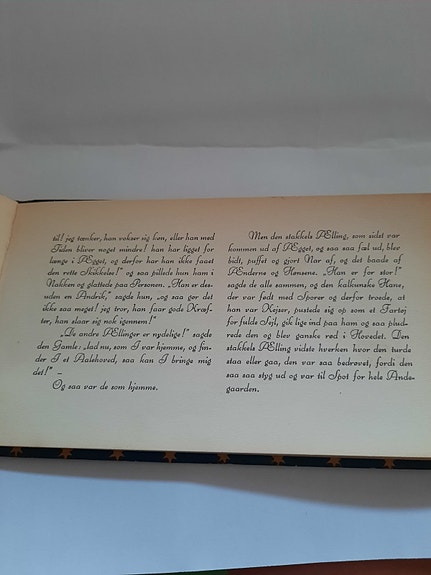 til! jeg tænker, han vokser sig køn, eller han med
Tiden bliver noget mindre! han har ligget for
længe i Ægget, og derfor har han ikke faaet
den rette Skikkelse!" og saa pillede hun ham i
Nakken og glattede paa Personen. „Han er des-
uden en Andrik," sagde hun, „og saa gør det
ikke saa meget! jeg tror, han faar gode Kræf-
ter, han slaar sig nok igennem!"
„De andre Ællinger er nydelige!" sagde
den Gamle: „lad nu, som I var hjemme, og fin-
der I et Aalehoved, saa kan I bringe mig
det!" –
Og saa var de som hjemme.
Men den stakkels Ælling, som sidst var
kommen ud af Ægget, og saa saa fæl ud, blev
bidt, puffet og gjort Nar af, og det baade af
Ænderne og Hønsene. „Han er for stor!"
sagde de alle sammen, og den kalkunske Hane,
der var født med Sporer og derfor troede, at
han var Kejser, pustede sig op som et Fartøj
for fulde Sejl, gik lige ind paa ham og saa plud-
rede den og blev ganske rød i Hovedet. Den
stakkels Ælling vidste hverken hvor den turde
staa eller gaa, den var saa bedrøvet, fordi den
saa saa styg ud og var til Spot for hele Ande-
gaarden.